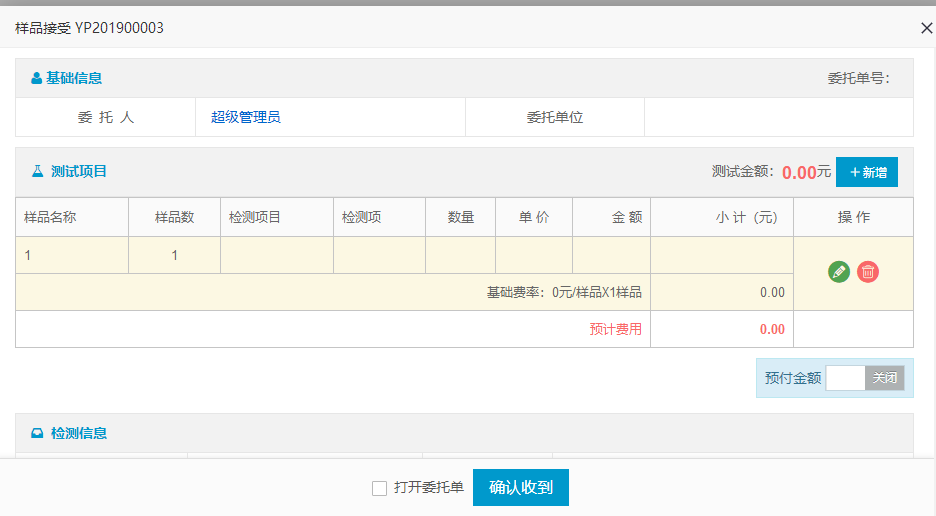 样品接受 YP201900003
基础信息 委托单号：
委 托 人 超级管理员 委托单位
测试项目 测试金额： 0.00元 +新增
样品名称 样品数 检测项目 检测项 数量 单 价 金 额 小 计（元） 操 作
1 1
基础费率：0元/样品X1样品 0.00
预计费用 0.00
预付金额 关闭
检测信息
打开委托单 确认收到